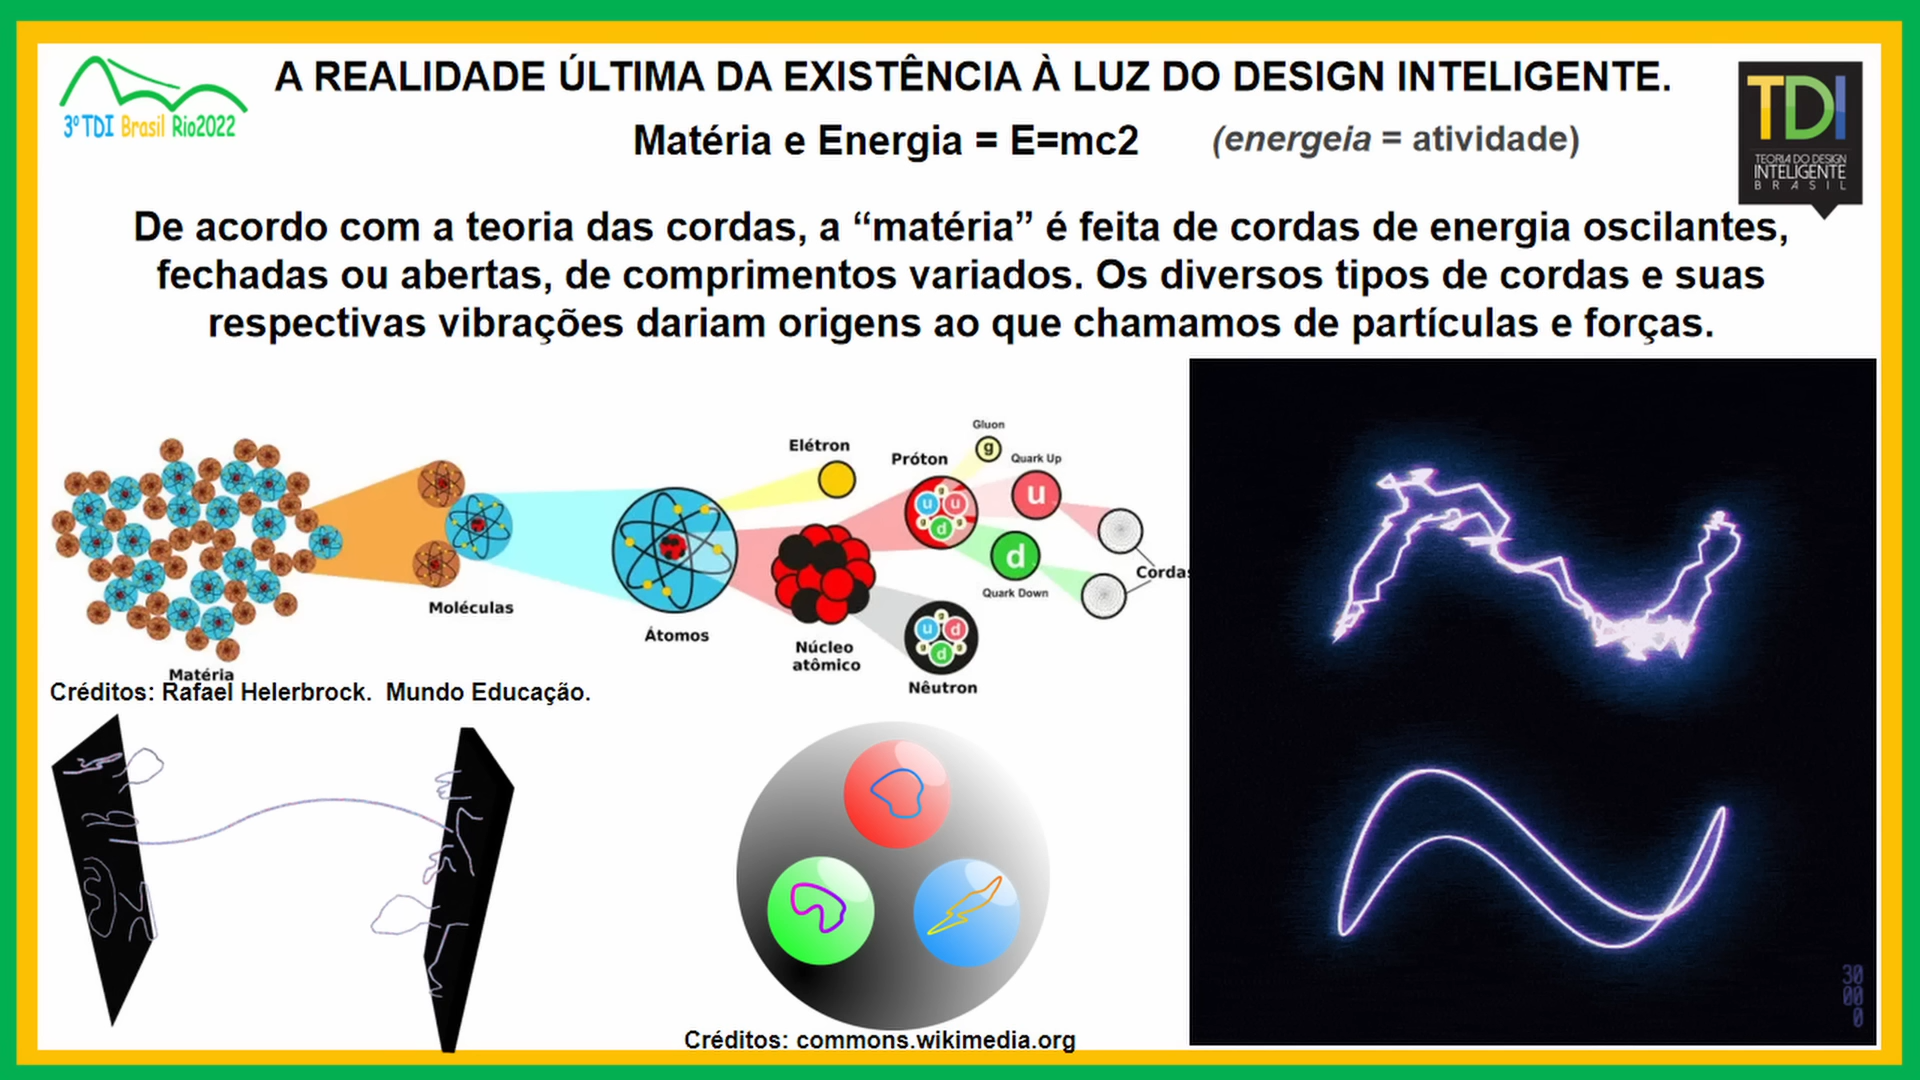 A REALIDADE ÚLTIMA DA EXISTÊNCIA À LUZ DO DESIGN INTELIGENTE.
3º TDI Brasil Rio2022
Matéria e Energia = E=mc2 (energeia = atividade)
TDI
TEORIA DO DESIGN
INTELIGENTE
BRASIL
De acordo com a teoria das cordas, a “matéria” é feita de cordas de energia oscilantes,
fechadas ou abertas, de comprimentos variados. Os diversos tipos de cordas e suas
respectivas vibrações dariam origens ao que chamamos de partículas e forças.
Gluon
g
Elétron
Próton
Quark Up
u
u u
g
d
g g
d
Cordas
Quark Down
Moléculas
Átomos
Núcleo
atômico
g
u d
g d g
Nêutron
Matéria
Créditos: Rafael Helerbrock. Mundo Educação.
30
00
0
Créditos: commons.wikimedia.org